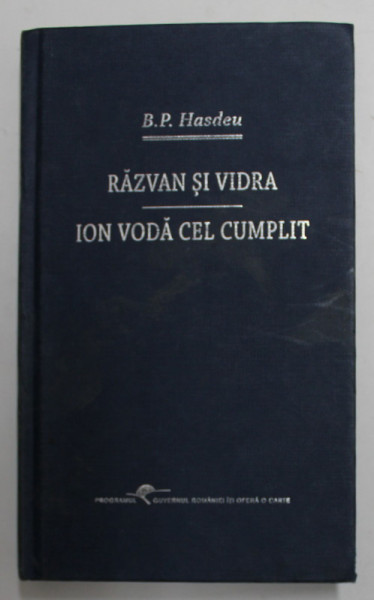 B.P. Hasdeu
RĂZVAN ȘI VIDRA
ION VODĂ CEL CUMPLIT
PROGRAMUL GUVERNUL ROMÂNIEI ÎȚI OFERĂ O CARTE